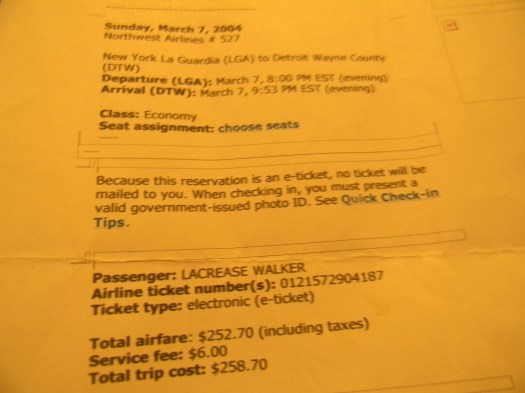 Sunday, March 7, 2004
Northwest Airlines # 527
New York La Guardia (LGA) to Detroit Wayne County
(DTW)
Departure (LGA): March 7, 8:00 PM EST (evening)
Arrival (DTW): March 7, 9:53 PM EST (evening)
Class: Economy
Seat assignment: choose seats
Because this reservation is an e-ticket, no ticket will be
mailed to you. When checking in, you must present a
valid government-issued photo ID. See Quick Check-in
Tips.
Passenger: LACREASE WALKER
Airline ticket number(s): 0121572904187
Ticket type: electronic (e-ticket)
Total airfare: $252.70 (including taxes)
Service fee: $6.00
Total trip cost: $258.70